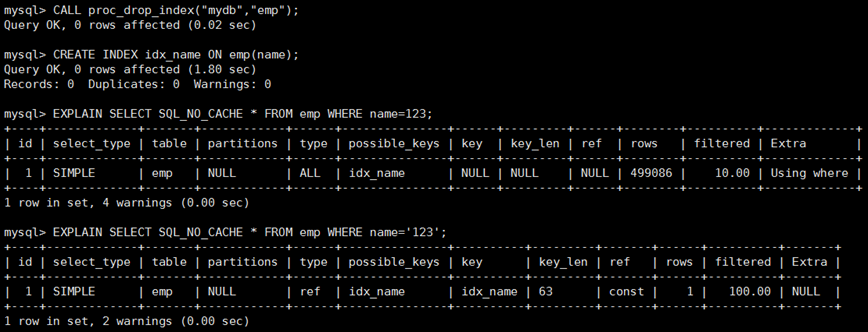 mysql> CALL proc_drop_index("mydb","emp");
Query OK, 0 rows affected (0.02 sec)
mysql> CREATE INDEX idx_name ON emp(name);
Query OK, 0 rows affected (1.80 sec)
Records: 0  Duplicates: 0  Warnings: 0
mysql> EXPLAIN SELECT SQL_NO_CACHE * FROM emp WHERE name=123;
+----+-------------+-------+------------+------+---------------+------+---------+------+--------+----------+-------------+
| id | select_type | table | partitions | type | possible_keys | key  | key_len | ref  | rows   | filtered | Extra       |
+----+-------------+-------+------------+------+---------------+------+---------+------+--------+----------+-------------+
|  1 | SIMPLE      | emp   | NULL       | ALL  | idx_name      | NULL | NULL    | NULL | 499086 |    10.00 | Using where |
+----+-------------+-------+------------+------+---------------+------+---------+------+--------+----------+-------------+
1 row in set, 4 warnings (0.00 sec)
mysql> EXPLAIN SELECT SQL_NO_CACHE * FROM emp WHERE name='123';
+----+-------------+-------+------------+------+---------------+----------+---------+-------+------+----------+-------+
| id | select_type | table | partitions | type | possible_keys | key      | key_len | ref   | rows | filtered | Extra |
+----+-------------+-------+------------+------+---------------+----------+---------+-------+------+----------+-------+
|  1 | SIMPLE      | emp   | NULL       | ref  | idx_name      | idx_name | 63      | const |    1 |   100.00 | NULL  |
+----+-------------+-------+------------+------+---------------+----------+---------+-------+------+----------+-------+
1 row in set, 2 warnings (0.00 sec)